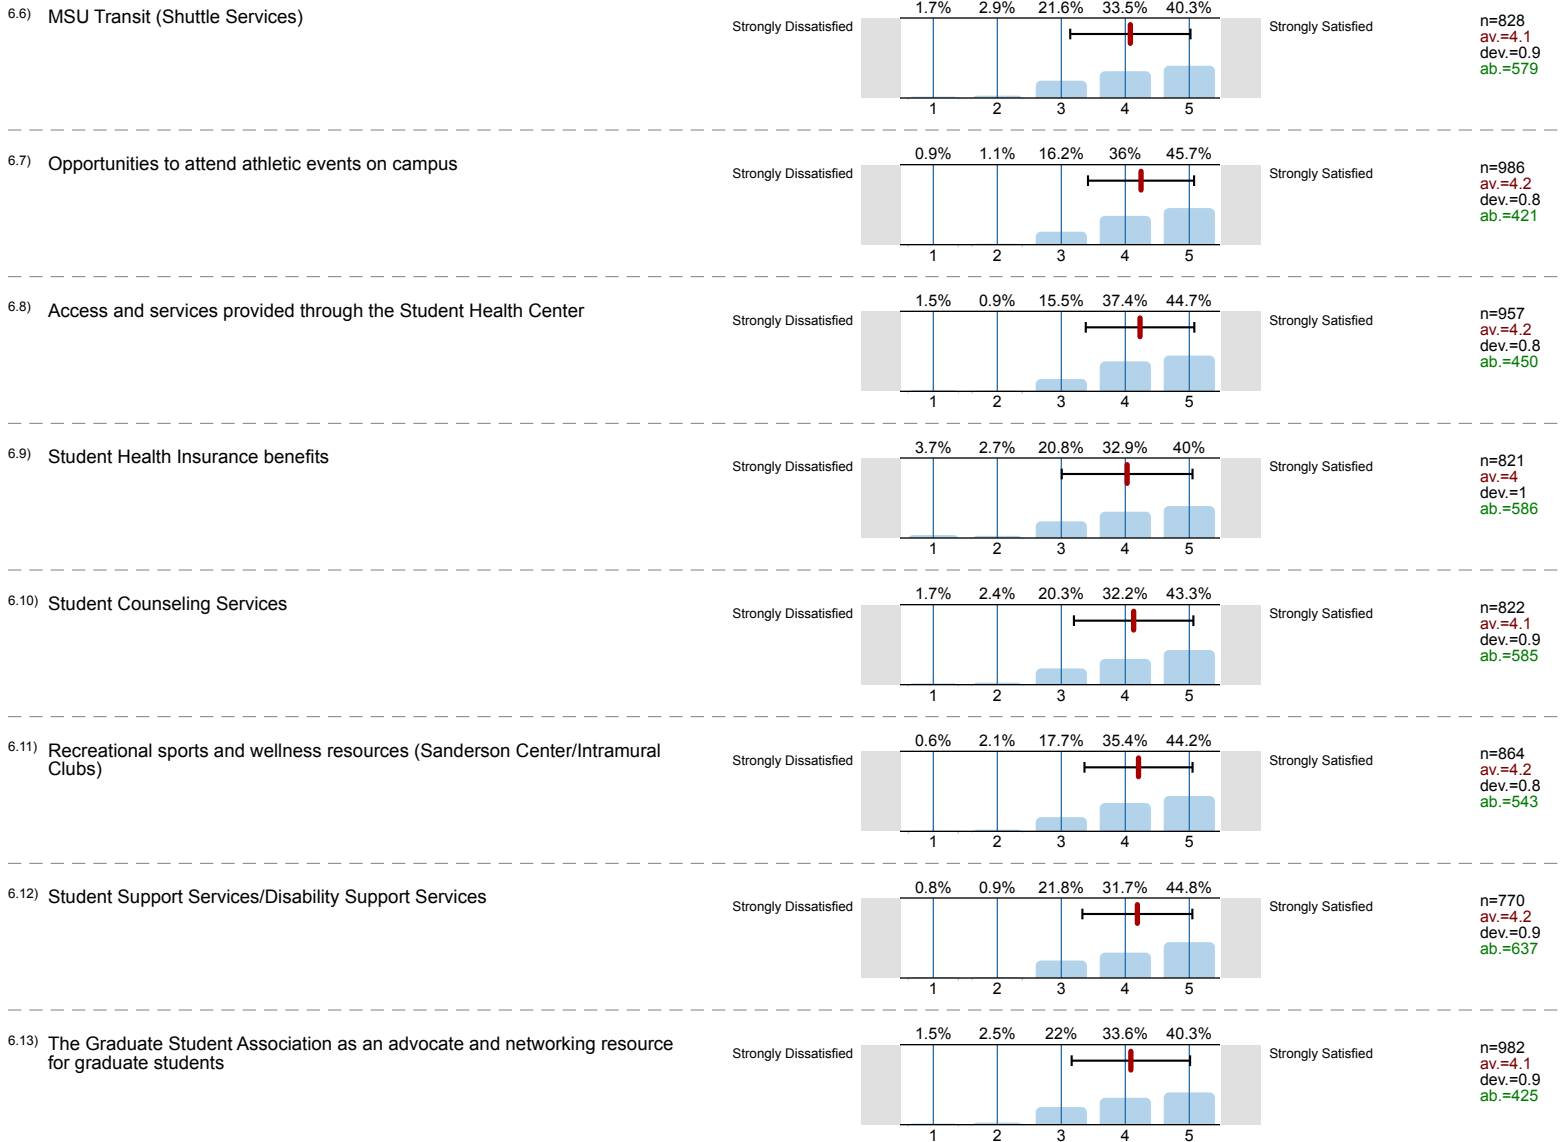 6.6) MSU Transit (Shuttle Services)
1.7% 2.9% 21.6% 33.5% 40.3%
Strongly Dissatisfied Strongly Satisfied
n=828
av.=4.1
dev.=0.9
ab.=579
1 2 3 4 5
6.7) Opportunities to attend athletic events on campus
0.9% 1.1% 16.2% 36% 45.7%
Strongly Dissatisfied Strongly Satisfied
n=986
av.=4.2
dev.=0.8
ab.=421
1 2 3 4 5
6.8) Access and services provided through the Student Health Center
1.5% 0.9% 15.5% 37.4% 44.7%
Strongly Dissatisfied Strongly Satisfied
n=957
av.=4.2
dev.=0.8
ab.=450
1 2 3 4 5
6.9) Student Health Insurance benefits
3.7% 2.7% 20.8% 32.9% 40%
Strongly Dissatisfied Strongly Satisfied
n=821
av.=4
dev.=1
ab.=586
1 2 3 4 5
6.10) Student Counseling Services
1.7% 2.4% 20.3% 32.2% 43.3%
Strongly Dissatisfied Strongly Satisfied
n=822
av.=4.1
dev.=0.9
ab.=585
1 2 3 4 5
6.11) Recreational sports and wellness resources (Sanderson Center/Intramural
Clubs)
0.6% 2.1% 17.7% 35.4% 44.2%
Strongly Dissatisfied Strongly Satisfied
n=864
av.=4.2
dev.=0.8
ab.=543
1 2 3 4 5
6.12) Student Support Services/Disability Support Services
0.8% 0.9% 21.8% 31.7% 44.8%
Strongly Dissatisfied Strongly Satisfied
n=770
av.=4.2
dev.=0.9
ab.=637
1 2 3 4 5
6.13) The Graduate Student Association as an advocate and networking resource
for graduate students
1.5% 2.5% 22% 33.6% 40.3%
Strongly Dissatisfied Strongly Satisfied
n=982
av.=4.1
dev.=0.9
ab.=425
1 2 3 4 5